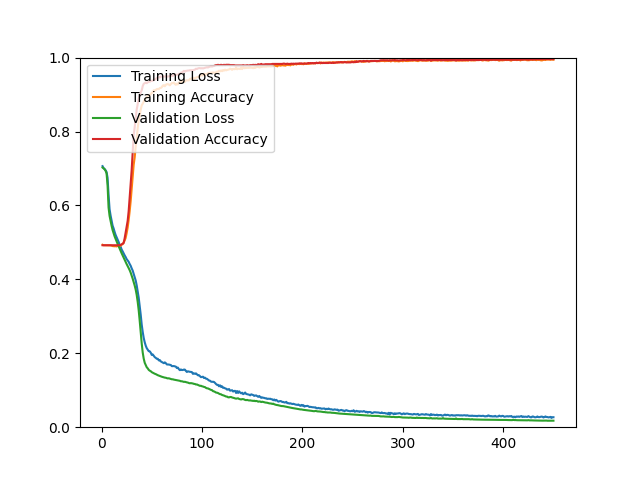 Training Loss
Training Accuracy
Validation Loss
Validation Accuracy
1.0
0.8
0.6
0.4
0.2
0.0
0 100 200 300 400